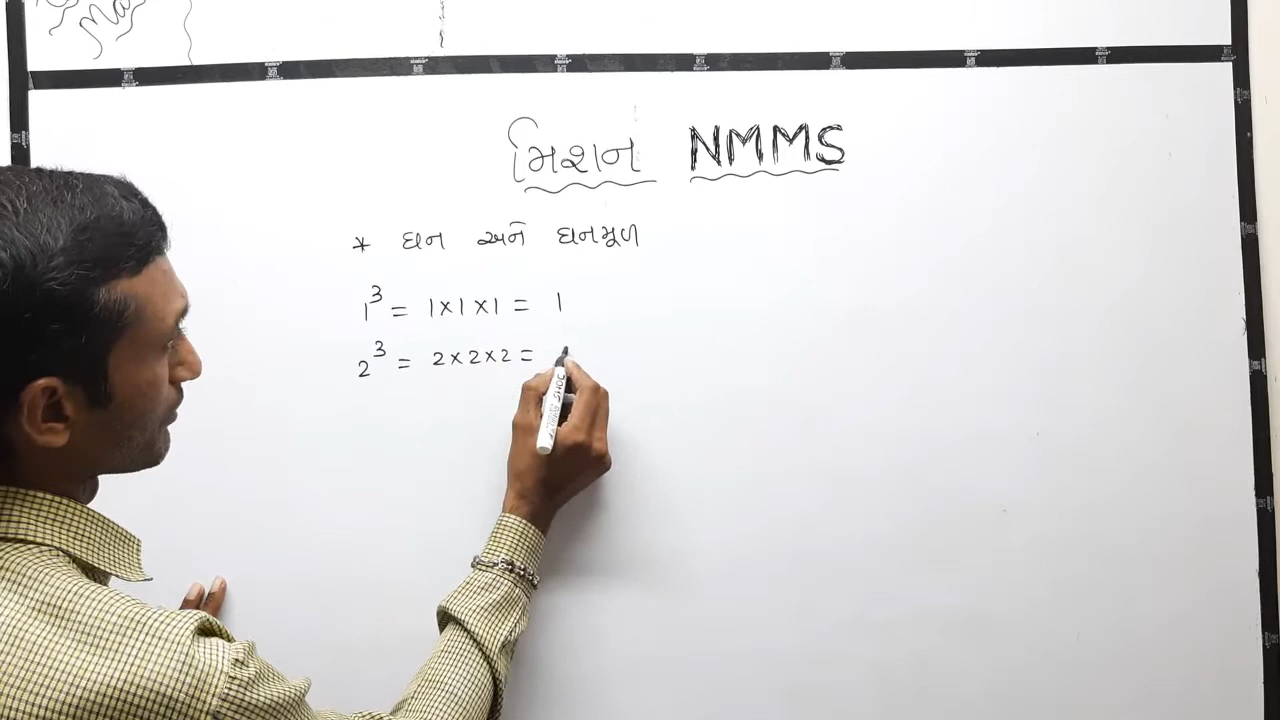 મિશન NMMS
* ઘન અને ઘનમૂળ
1³ = 1×1×1 = 1
2³ = 2×2×2 =